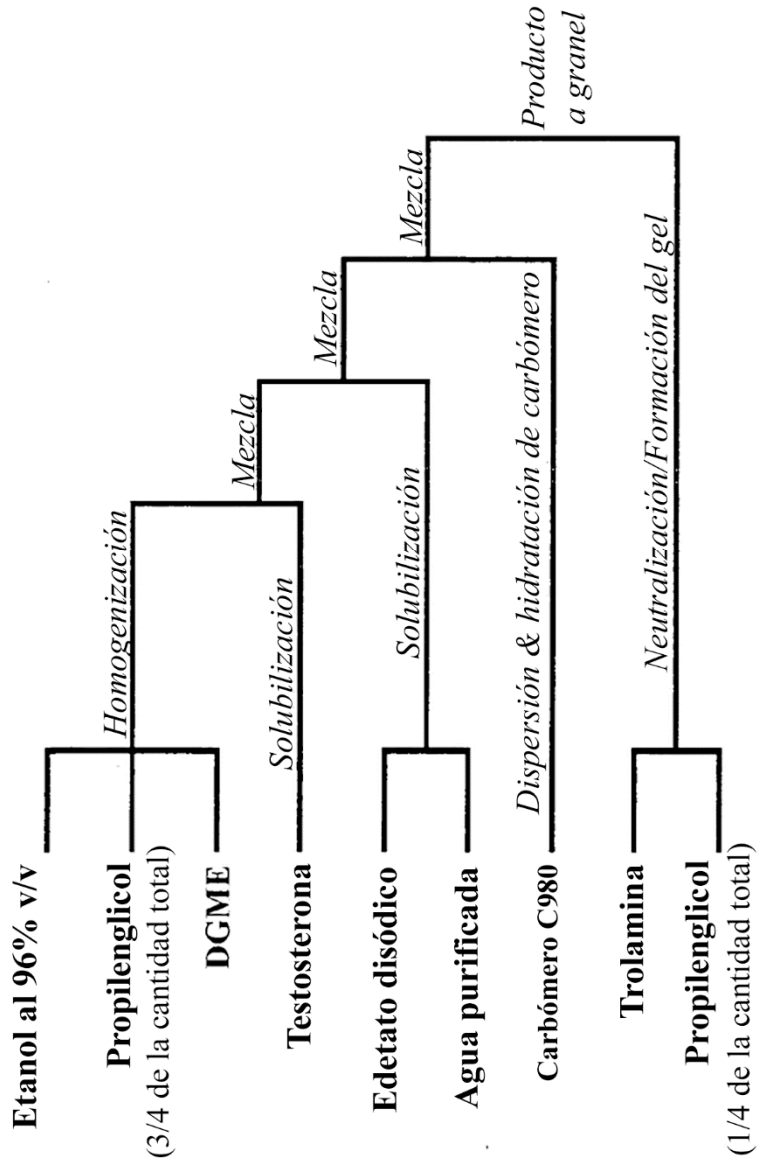 Etanol al 96% v/v
Propilenglicol
(3/4 de la cantidad total)
DGME
Homogenización
Testosterona
Solubilización
Mezcla
Edetato disódico
Agua purificada
Solubilización
Mezcla
Carbómero C980
Dispersión & hidratación de carbómero
Mezcla
Trolamina
Propilenglicol
(1/4 de la cantidad total)
Neutralización/Formación del gel
Producto
a granel